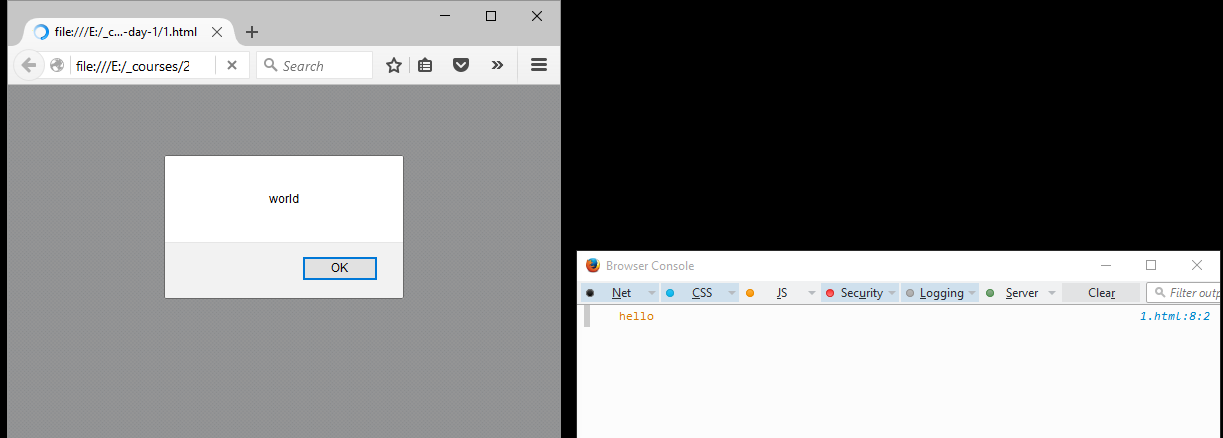 file:///E:/_c...-day-1/1.html
file:///E:/_courses/2
Search
world
OK
Browser Console
Net CSS JS Security Logging Server Clear Filter outp
hello 1.html:8:2